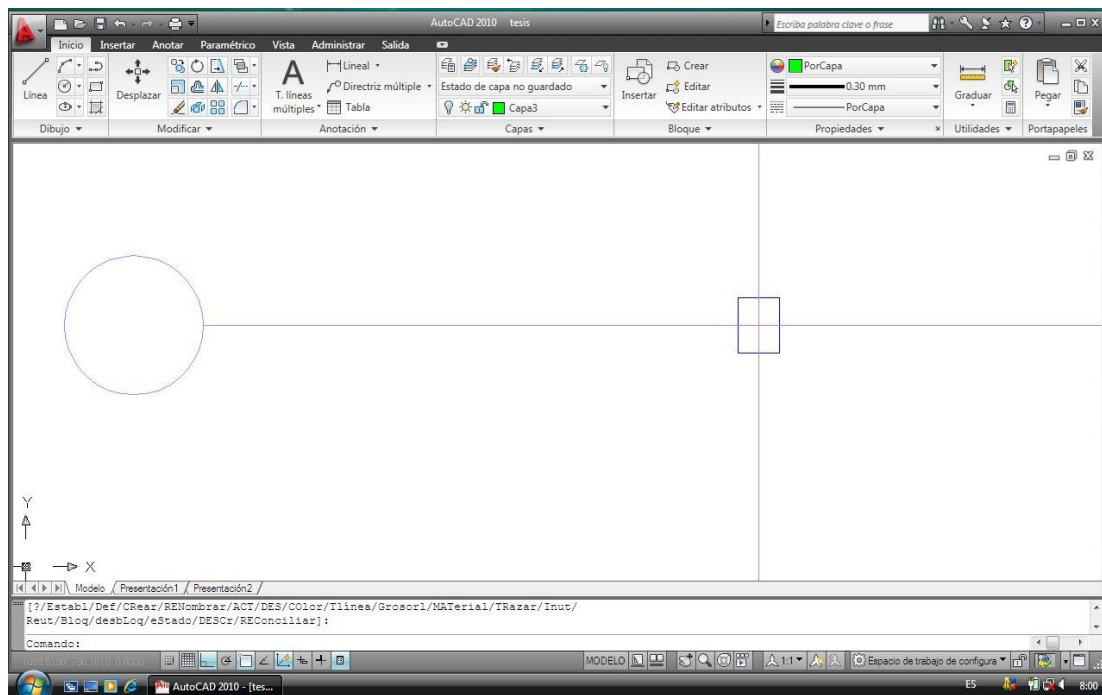 AutoCAD 2010 tesis
Escriba palabra clave o frase
Inicio Insertar Anotar Paramétrico Vista Administrar Salida
Línea
Desplazar
A
T. líneas múltiples
Lineal
Directriz múltiple
Tabla
Estado de capa no guardado
Capa3
Insertar
Crear
Editar
Editar atributos
PorCapa
0.30 mm
PorCapa
Graduar
Pegar
Dibujo Modificar Anotación Capas Bloque Propiedades Utilidades Portapapeles
Y
X
Modelo Presentación1 Presentación2
[?/Establ/Def/CRear/RENombrar/ACT/DES/COlor/Tlínea/Grosorl/MATerial/TRazar/Inut/
Reut/Bloq/desbLoq/eStado/DESCr/REConciliar]:
Comando:
MODELO 1:1 Espacio de trabajo de configura
AutoCAD 2010 - [tes...
ES 8:00